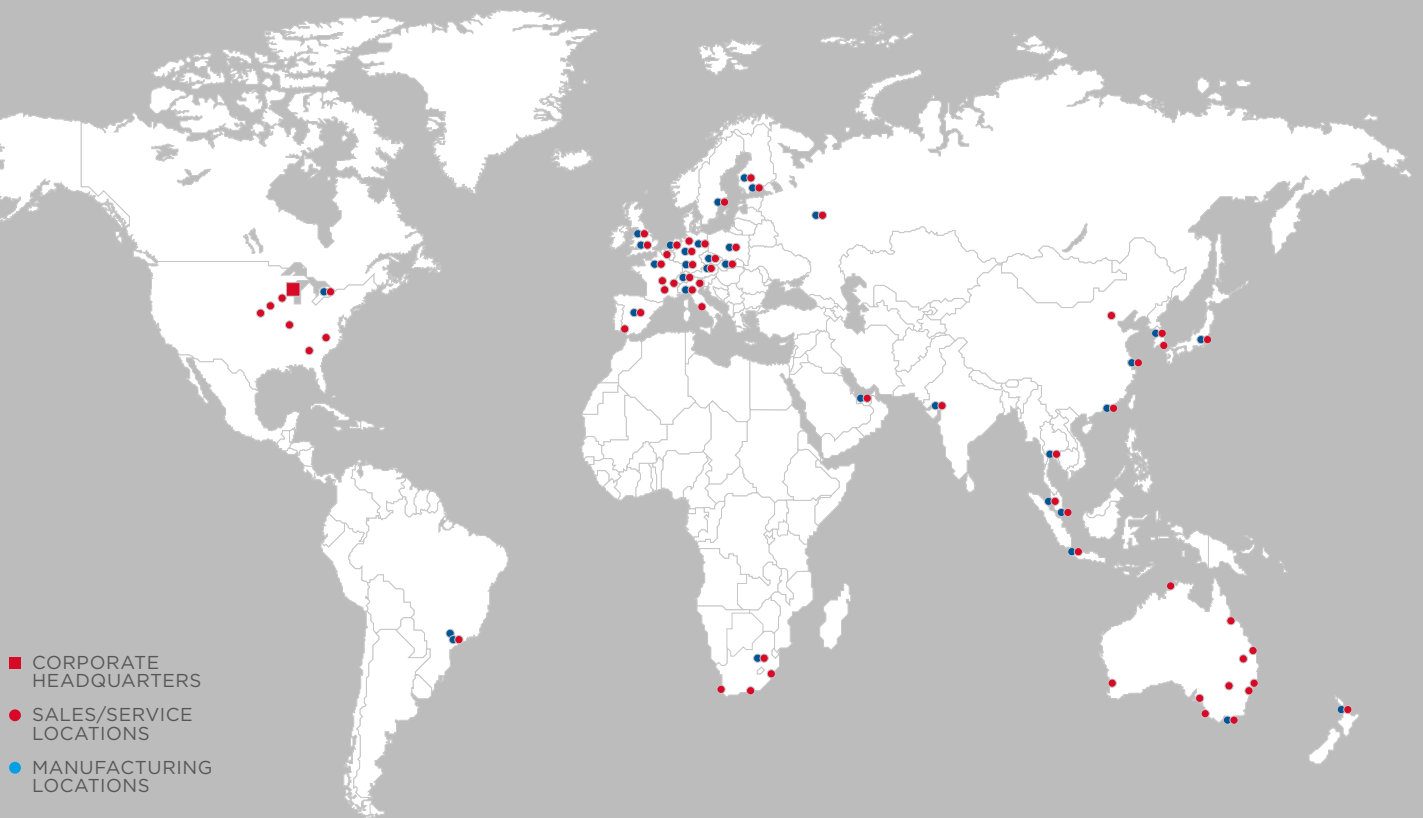 CORPORATE
HEADQUARTERS
SALES/SERVICE
LOCATIONS
MANUFACTURING
LOCATIONS